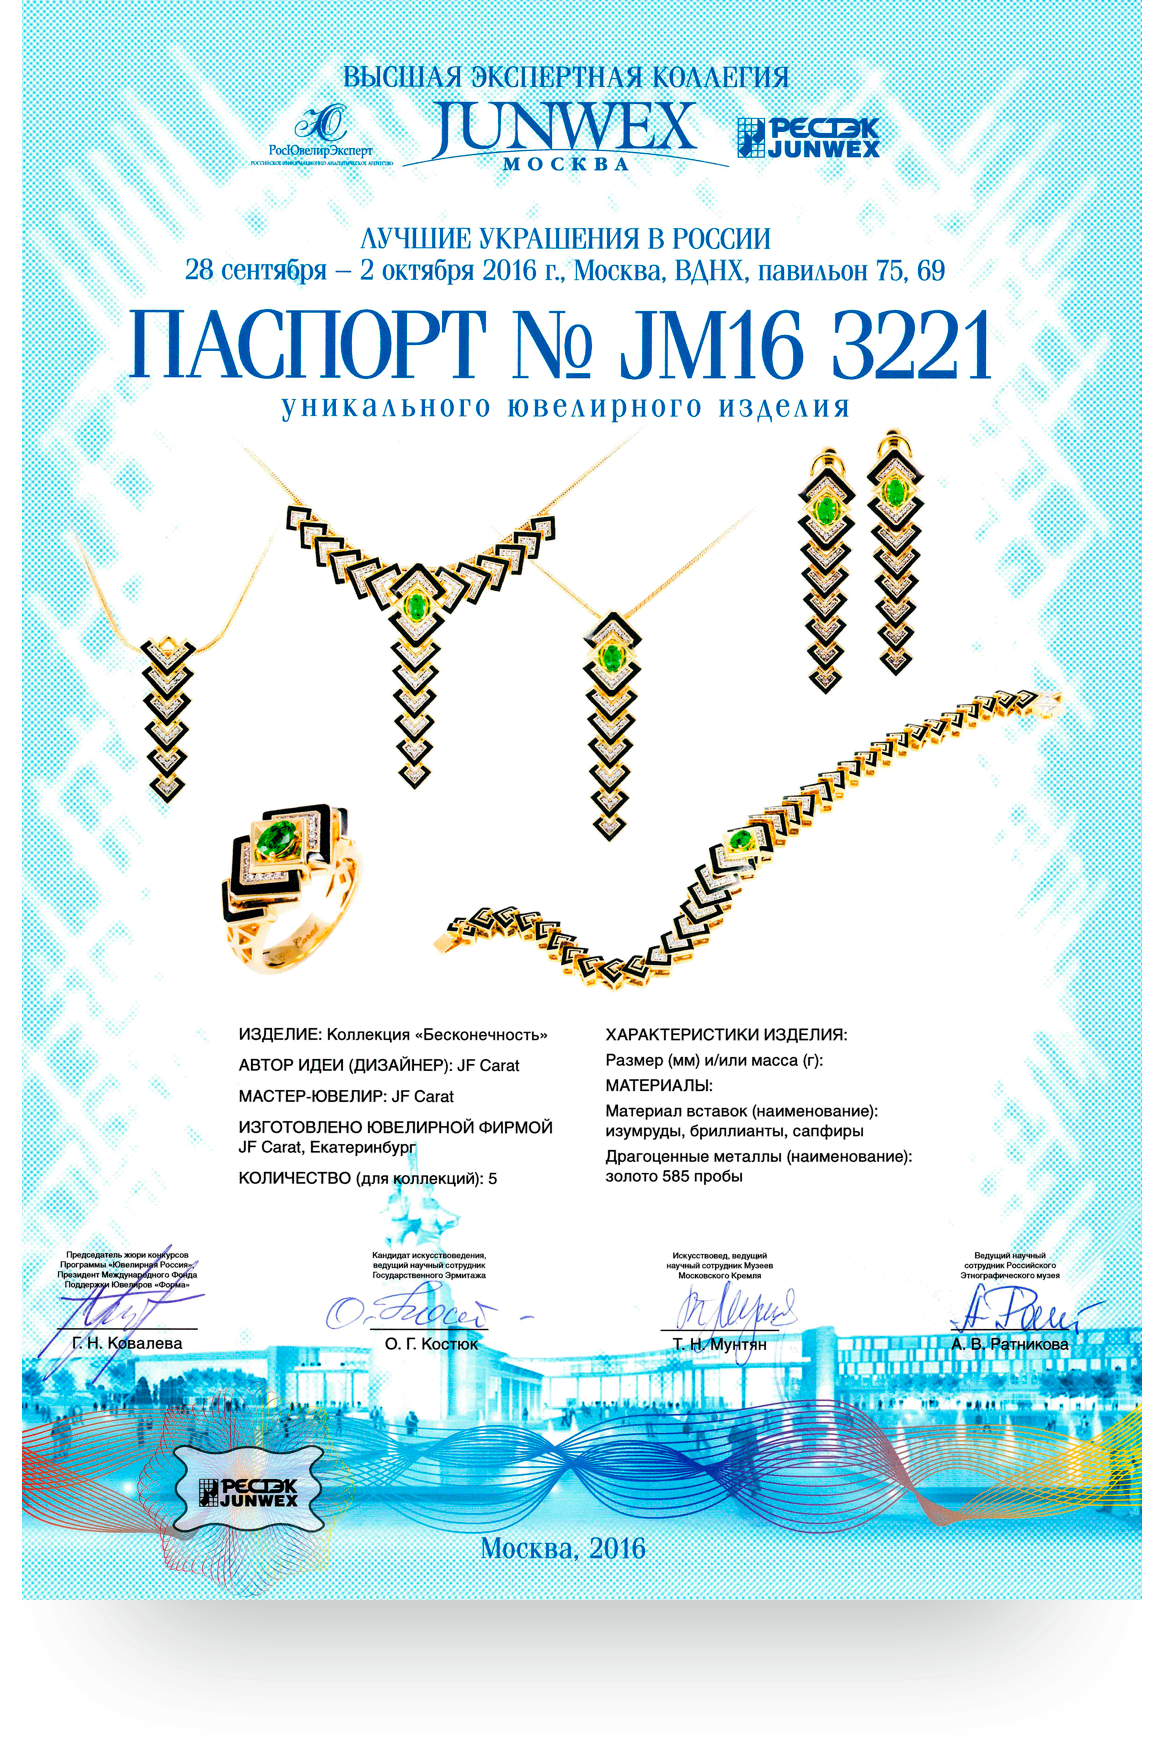 ВЫСШАЯ ЭКСПЕРТНАЯ КОЛЛЕГИЯ
РосЮвелирЭксперт
РОССИЙСКОЕ ИНФОРМАЦИОННО АНАЛИТИЧЕСКОЕ АГЕНТСТВО
JUNWEX
МОСКВА
РЕСТЭК
JUNWEX
ЛУЧШИЕ УКРАШЕНИЯ В РОССИИ
28 сентября – 2 октября 2016 г., Москва, ВДНХ, павильон 75, 69
ПАСПОРТ № JM16 3221
уникального ювелирного изделия
Carat
ИЗДЕЛИЕ: Коллекция «Бесконечность»
АВТОР ИДЕИ (ДИЗАЙНЕР): JF Carat
МАСТЕР-ЮВЕЛИР: JF Carat
ИЗГОТОВЛЕНО ЮВЕЛИРНОЙ ФИРМОЙ
JF Carat, Екатеринбург
КОЛИЧЕСТВО (для коллекций): 5
ХАРАКТЕРИСТИКИ ИЗДЕЛИЯ:
Размер (мм) и/или масса (г):
МАТЕРИАЛЫ:
Материал вставок (наименование):
изумруды, бриллианты, сапфиры
Драгоценные металлы (наименование):
золото 585 пробы
Председатель жюри конкурсов
Программы «Ювелирная Россия»,
Президент Международного Фонда
Поддержки Ювелиров «Форма»
Г. Н. Ковалева
Кандидат искусствоведения,
ведущий научный сотрудник
Государственного Эрмитажа
О. Г. Костюк
Искусствовед, ведущий
научный сотрудник Музеев
Московского Кремля
Т. Н. Мунтян
Ведущий научный
сотрудник Российского
Этнографического музея
А. В. Ратникова
РЕСТЭК
JUNWEX
Москва, 2016